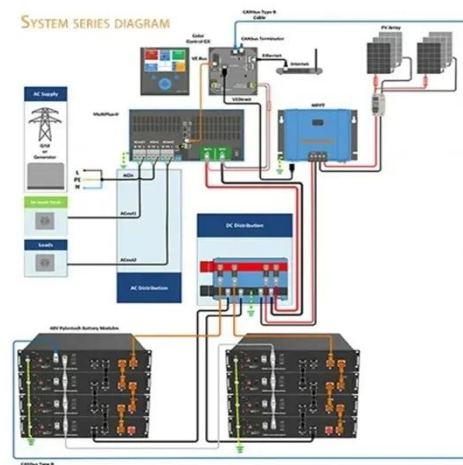 SYSTEM SERIES DIAGRAM
CANbus Type B
Cable
Color
Control GX
CANbus Terminator
PV Array
VE.Bus
Ethernet
Internet
AC Supply
Grid
or
Generator
MultiPlus-II
VE.Direct
MPPT
L
PE
N
ACin
ACout1
Loads
ACout2
DC Distribution
AC Distribution
48V Pylontech Battery Modules
CANbus Type B